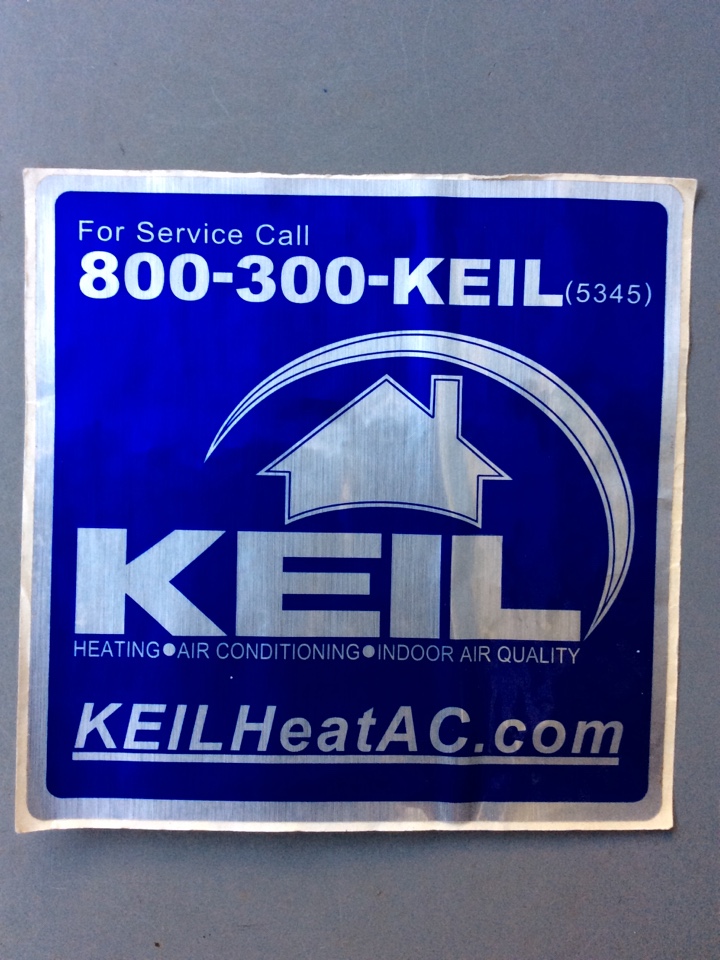 For Service Call
800-300-KEIL(5345)
KEIL
HEATING●AIR CONDITIONING●INDOOR AIR QUALITY
KEILHeatAC.com